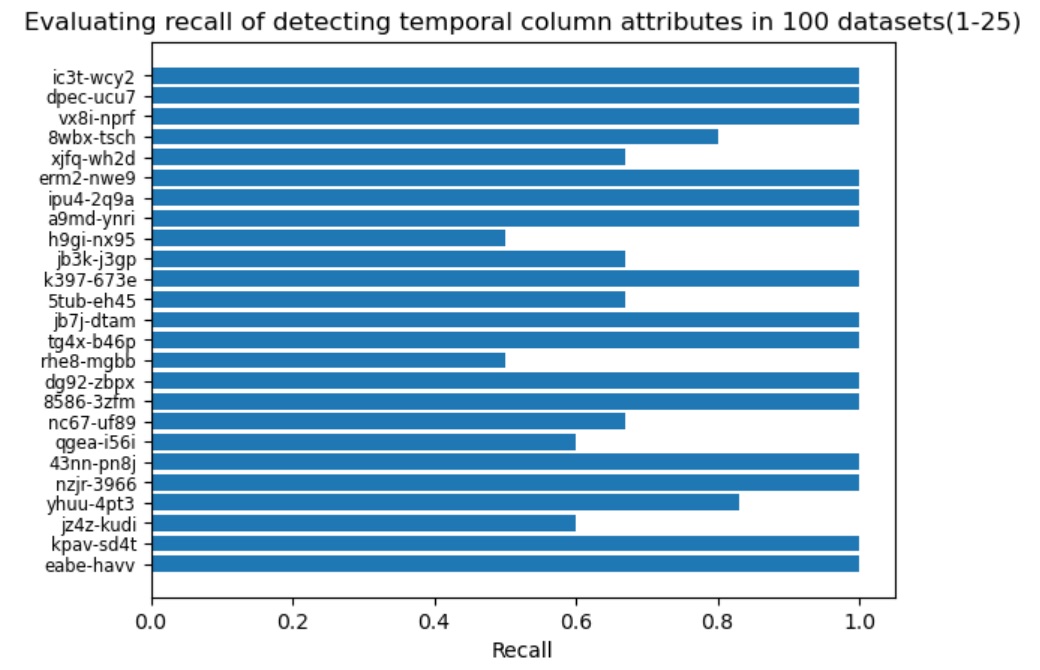 Evaluating recall of detecting temporal column attributes in 100 datasets(1-25)
ic3t-wcy2
dpec-ucu7
vx8i-nprf
8wbx-tsch
xjfq-wh2d
erm2-nwe9
ipu4-2q9a
a9md-ynri
h9gi-nx95
jb3k-j3gp
k397-673e
5tub-eh45
jb7j-dtam
tg4x-b46p
rhe8-mgbb
dg92-zbpx
8586-3zfm
nc67-uf89
qgea-i56i
43nn-pn8j
nzjr-3966
yhuu-4pt3
jz4z-kudi
kpav-sd4t
eabe-havv
0.0 0.2 0.4 0.6 0.8 1.0
Recall